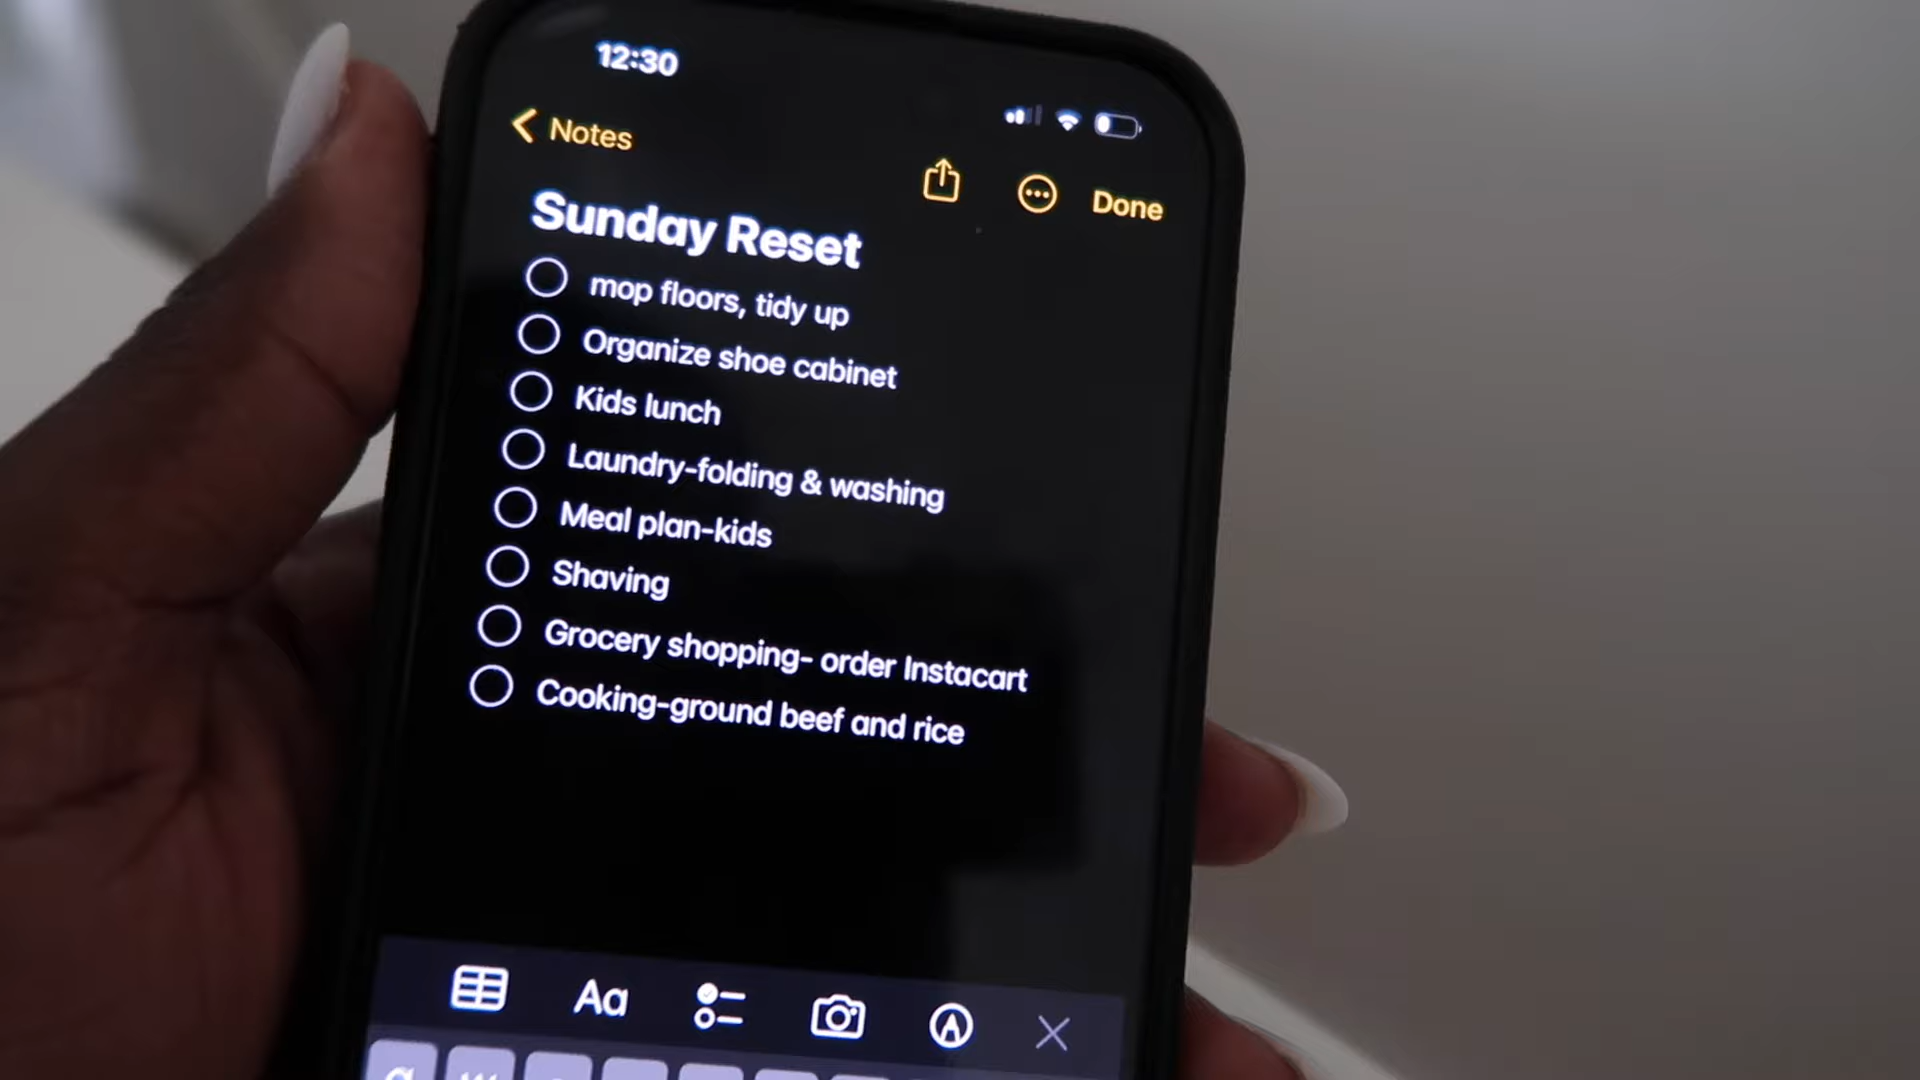 12:30
Notes
Done
Sunday Reset
mop floors, tidy up
Organize shoe cabinet
Kids lunch
Laundry-folding & washing
Meal plan-kids
Shaving
Grocery shopping- order Instacart
Cooking-ground beef and rice
Aa